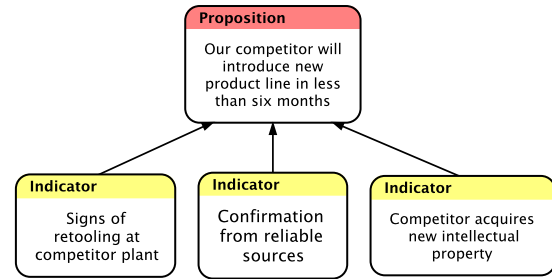 Proposition
Our competitor will
introduce new
product line in less
than six months
Indicator
Signs of
retooling at
competitor plant
Indicator
Confirmation
from reliable
sources
Indicator
Competitor acquires
new intellectual
property